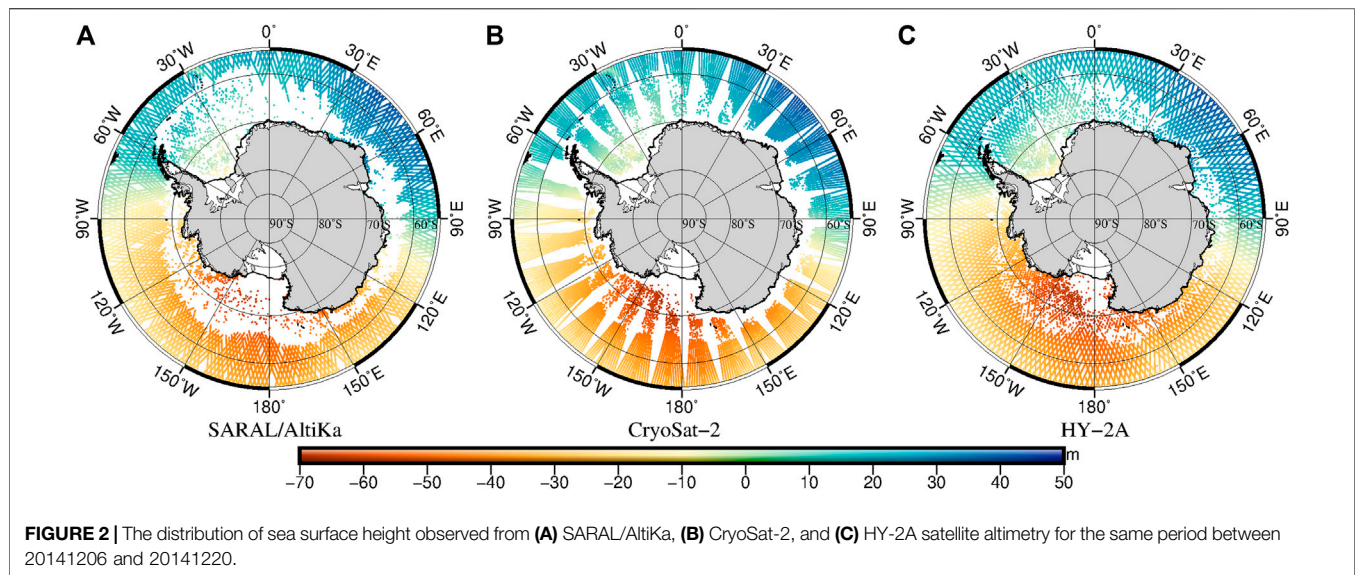 A
B
C
0°
30°W
30°E
60°W
60°E
90°W
90°E
120°W
120°E
150°W
150°E
180°
90°S
80°S
70°S
60°S
0°
30°W
30°E
60°W
60°E
90°W
90°E
120°W
120°E
150°W
150°E
180°
90°S
80°S
70°S
60°S
0°
30°W
30°E
60°W
60°E
90°W
90°E
120°W
120°E
150°W
150°E
180°
90°S
80°S
70°S
60°S
SARAL/AltiKa
CryoSat-2
HY-2A
m
−70 −60 −50 −40 −30 −20 −10 0 10 20 30 40 50
FIGURE 2 | The distribution of sea surface height observed from (A) SARAL/AltiKa, (B) CryoSat-2, and (C) HY-2A satellite altimetry for the same period between
20141206 and 20141220.